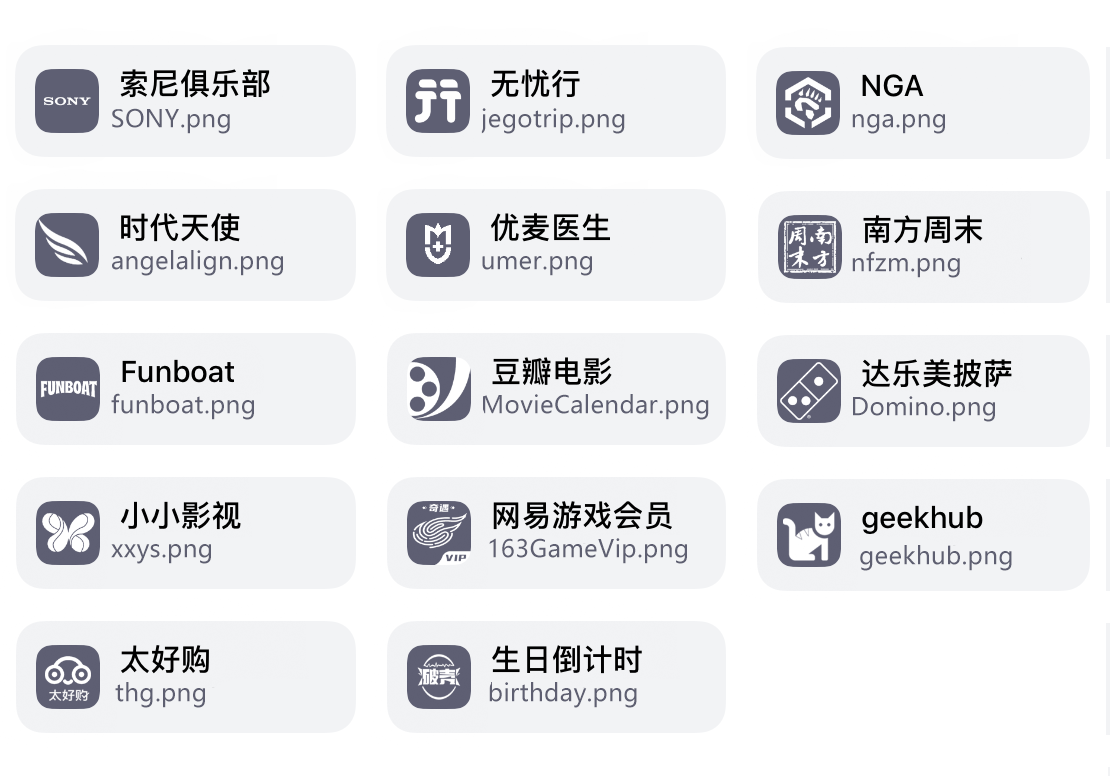 SONY
索尼俱乐部
SONY.png
无忧行
jegotrip.png
NGA
nga.png
时代天使
angelalign.png
优麦医生
umer.png
周南
末方
南方周末
nfzm.png
FUNBOAT
Funboat
funboat.png
豆瓣电影
MovieCalendar.png
达乐美披萨
Domino.png
小小影视
xxys.png
奇遇
VIP
网易游戏会员
163GameVip.png
geekhub
geekhub.png
太好购
太好购
thg.png
破壳
生日倒计时
birthday.png